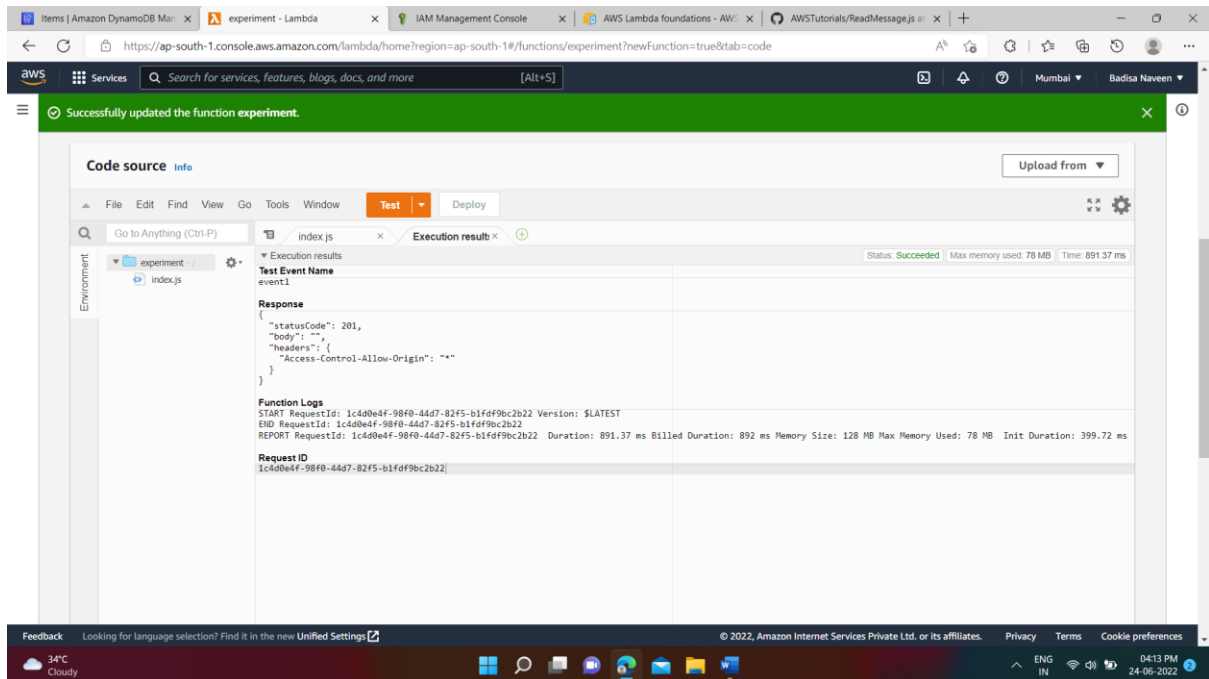 Items | Amazon DynamoDB Man
experiment - Lambda
IAM Management Console
AWS Lambda foundations - AWS
AWSTutorials/ReadMessage.js at
https://ap-south-1.console.aws.amazon.com/lambda/home?region=ap-south-1#/functions/experiment?newFunction=true&tab=code
aws
Services
Search for services, features, blogs, docs, and more
[Alt+S]
Mumbai ▼
Badisa Naveen ▼
Successfully updated the function experiment.
Code source Info
Upload from ▼
File Edit Find View Go Tools Window
Test
Deploy
Go to Anything (Ctrl-P)
index.js
Execution results
Environment
experiment - /
index.js
Execution results
Status: Succeeded
Max memory used: 78 MB
Time: 891.37 ms
Test Event Name
event1
Response
{
"statusCode": 201,
"body": "",
"headers": {
"Access-Control-Allow-Origin": "*"
}
}
Function Logs
START RequestId: 1c4d0e4f-98f0-44d7-82f5-b1fdf9bc2b22 Version: $LATEST
END RequestId: 1c4d0e4f-98f0-44d7-82f5-b1fdf9bc2b22
REPORT RequestId: 1c4d0e4f-98f0-44d7-82f5-b1fdf9bc2b22 Duration: 891.37 ms Billed Duration: 892 ms Memory Size: 128 MB Max Memory Used: 78 MB Init Duration: 399.72 ms
Request ID
1c4d0e4f-98f0-44d7-82f5-b1fdf9bc2b22
Feedback
Looking for language selection? Find it in the new Unified Settings
© 2022, Amazon Internet Services Private Ltd. or its affiliates.
Privacy
Terms
Cookie preferences
34°C
Cloudy
ENG
IN
04:13 PM
24-06-2022
2